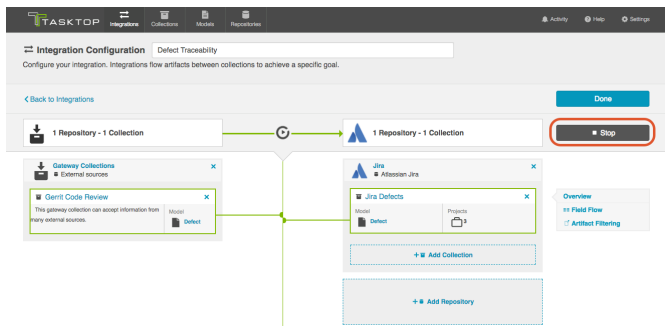 TASKTOP
Integrations
Collections
Models
Repositories
Activity
Help
Settings
Integration Configuration
Defect Traceability
Configure your integration. Integrations flow artifacts between collections to achieve a specific goal.
Back to Integrations
Done
1 Repository - 1 Collection
1 Repository - 1 Collection
Stop
Gateway Collections
External sources
Gerrit Code Review
This gateway collection can accept information from
many external sources.
Model
Defect
Jira
Atlassian Jira
Jira Defects
Model
Defect
Projects
3
+ Add Collection
+ Add Repository
Overview
Field Flow
Artifact Filtering